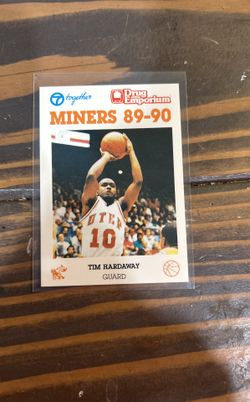 7 together
Drug Emporium
MINERS 89-90
UTEP
10
TIM HARDAWAY
GUARD